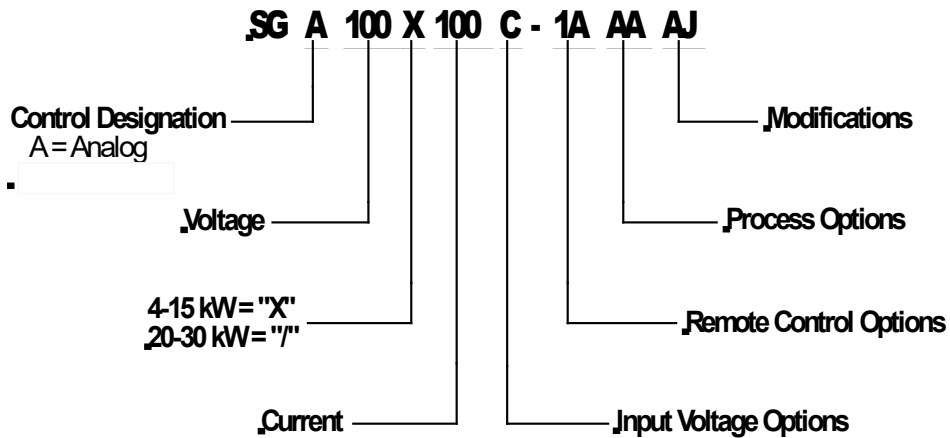 SG A 100 X 100 C - 1A AA AJ
Control Designation
A = Analog
Modifications
Voltage
Process Options
4-15 kW = "X"
20-30 kW = "/"
Remote Control Options
Current
Input Voltage Options